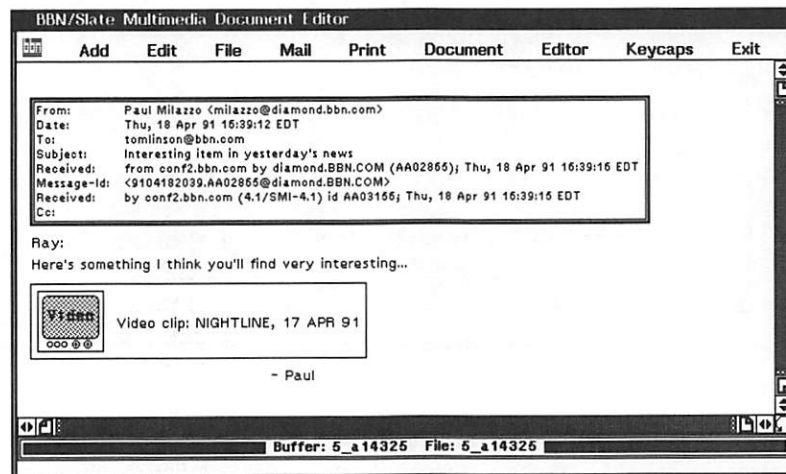 BBN/Slate Multimedia Document Editor
bbn Add Edit File Mail Print Document Editor Keycaps Exit
From: Paul Milazzo <milazzo@diamond.bbn.com>
Date: Thu, 18 Apr 91 16:39:12 EDT
To: tomlinson@bbn.com
Subject: Interesting item in yesterday's news
Received: from conf2.bbn.com by diamond.BBN.COM (AA02865); Thu, 18 Apr 91 16:39:16 EDT
Message-Id: <9104182039.AA02865@diamond.BBN.COM>
Received: by conf2.bbn.com (4.1/SMI-4.1) id AA03166; Thu, 18 Apr 91 16:39:15 EDT
Cc:
Ray:
Here's something I think you'll find very interesting...
Video
Video clip: NIGHTLINE, 17 APR 91
- Paul
Buffer: 5_a14325 File: 5_a14325